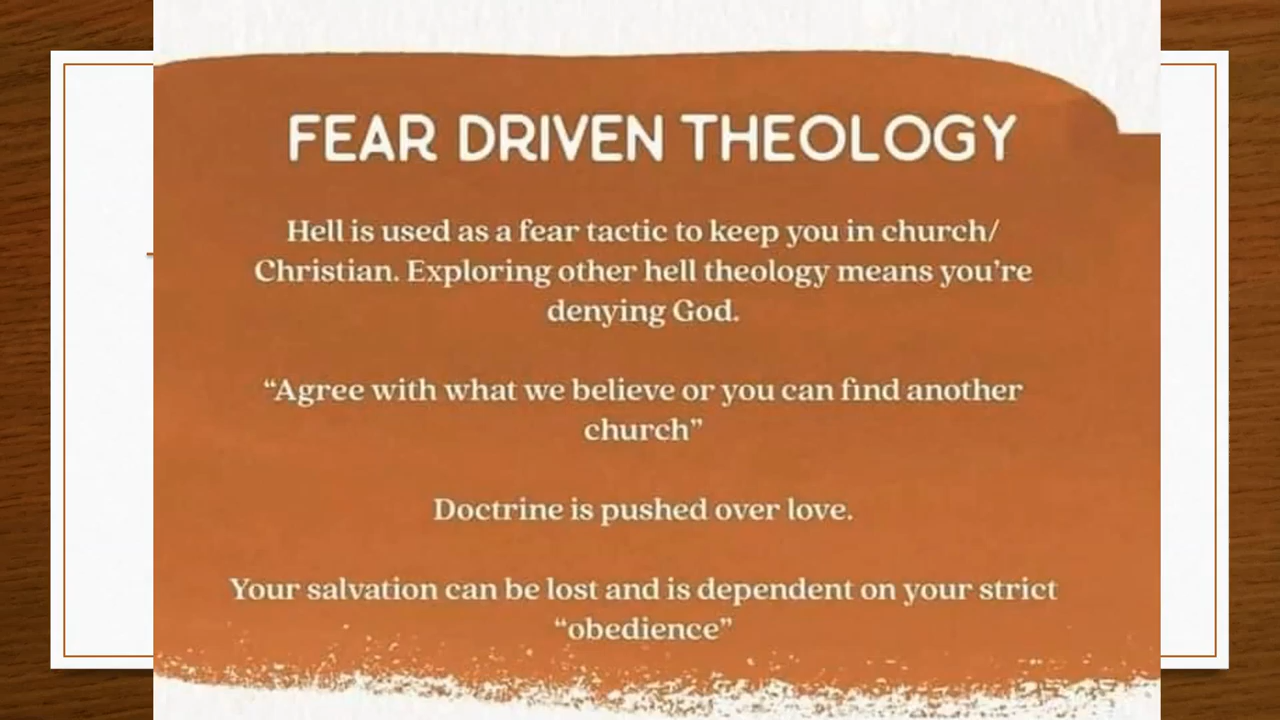 FEAR DRIVEN THEOLOGY
Hell is used as a fear tactic to keep you in church/
Christian. Exploring other hell theology means you’re
denying God.
“Agree with what we believe or you can find another
church”
Doctrine is pushed over love.
Your salvation can be lost and is dependent on your strict
“obedience”